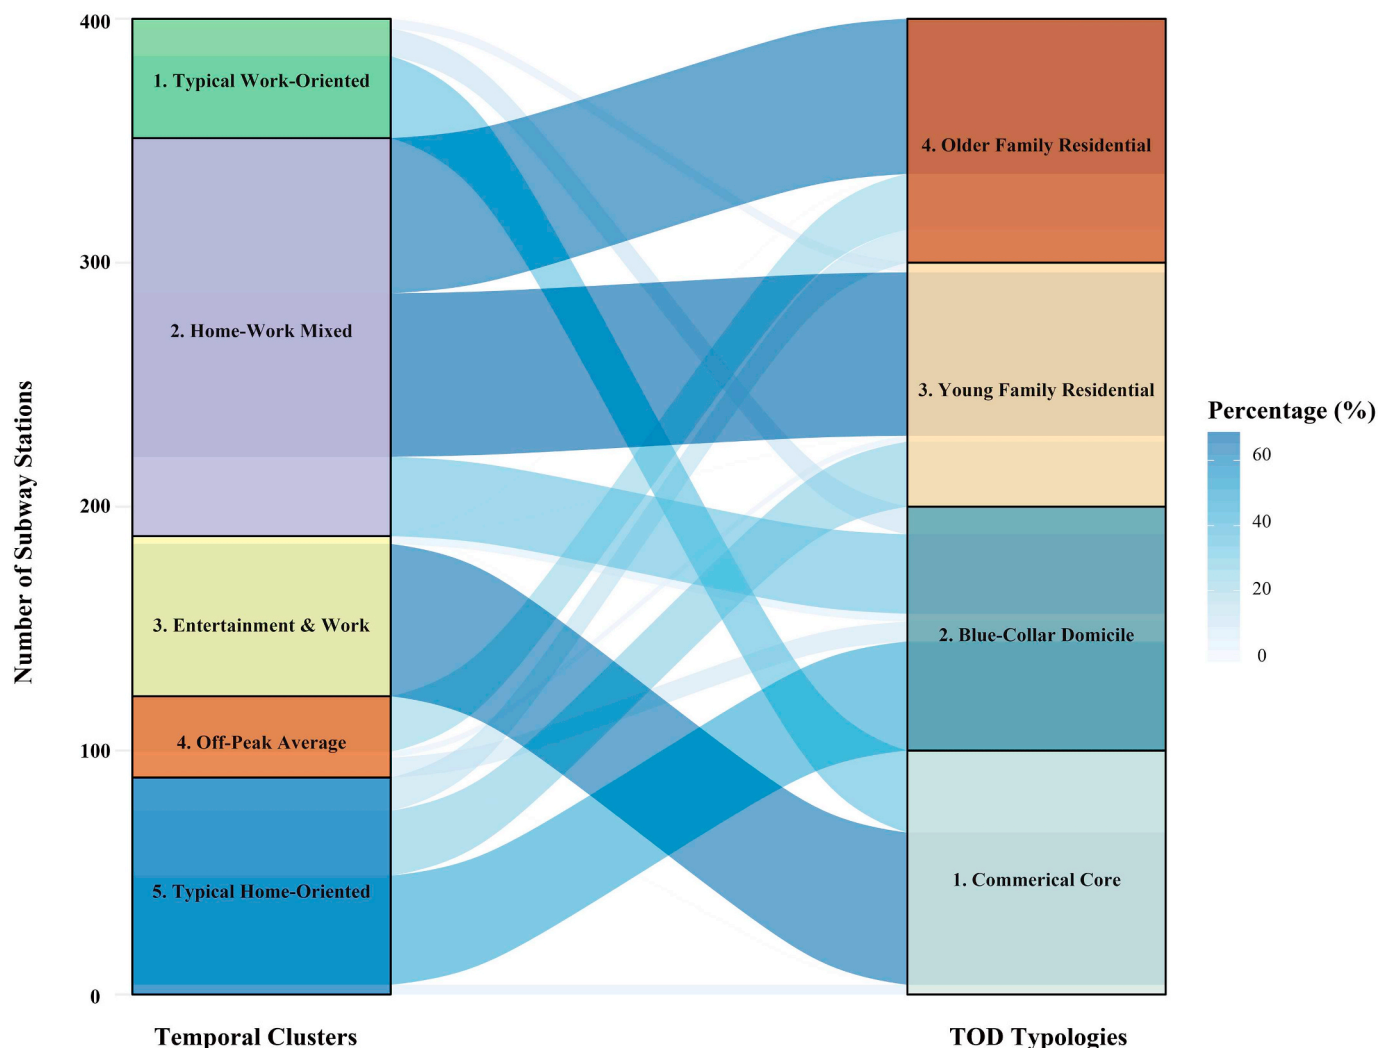 400
300
200
100
0
Number of Subway Stations
1. Typical Work-Oriented
2. Home-Work Mixed
3. Entertainment & Work
4. Off-Peak Average
5. Typical Home-Oriented
Temporal Clusters
4. Older Family Residential
3. Young Family Residential
2. Blue-Collar Domicile
1. Commerical Core
TOD Typologies
Percentage (%)
60
40
20
0